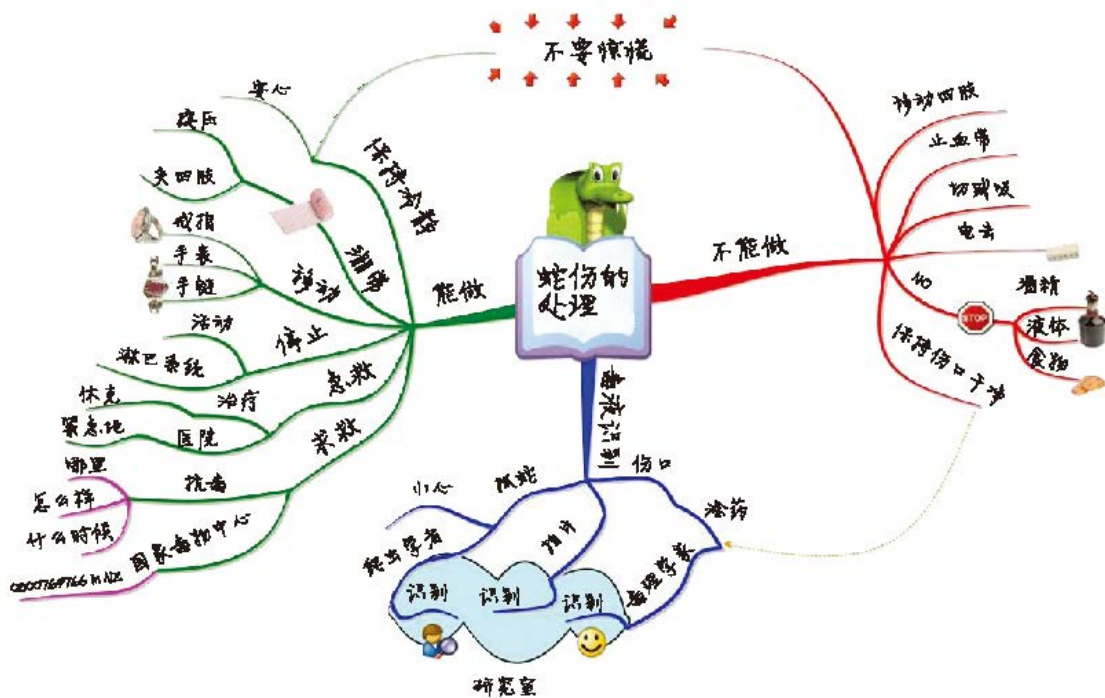 不要惊慌
安心
保持冷静
按压
夹四肢
绷带
戒指
手表
手链
移动
能做
活动
淋巴系统
停止
休克
治疗
紧急地
医院
急救
哪里
怎么样
什么时候
抗毒
求救
国家毒物中心
蛇伤的
处理
不能做
移动四肢
止血带
切或吸
电击
NO
STOP
酒精
液体
食物
保持伤口干净
毒液识别
伤口
涂药
毒理学家
识别
拍片
识别
抓蛇
小心
爬虫学者
识别
研究室